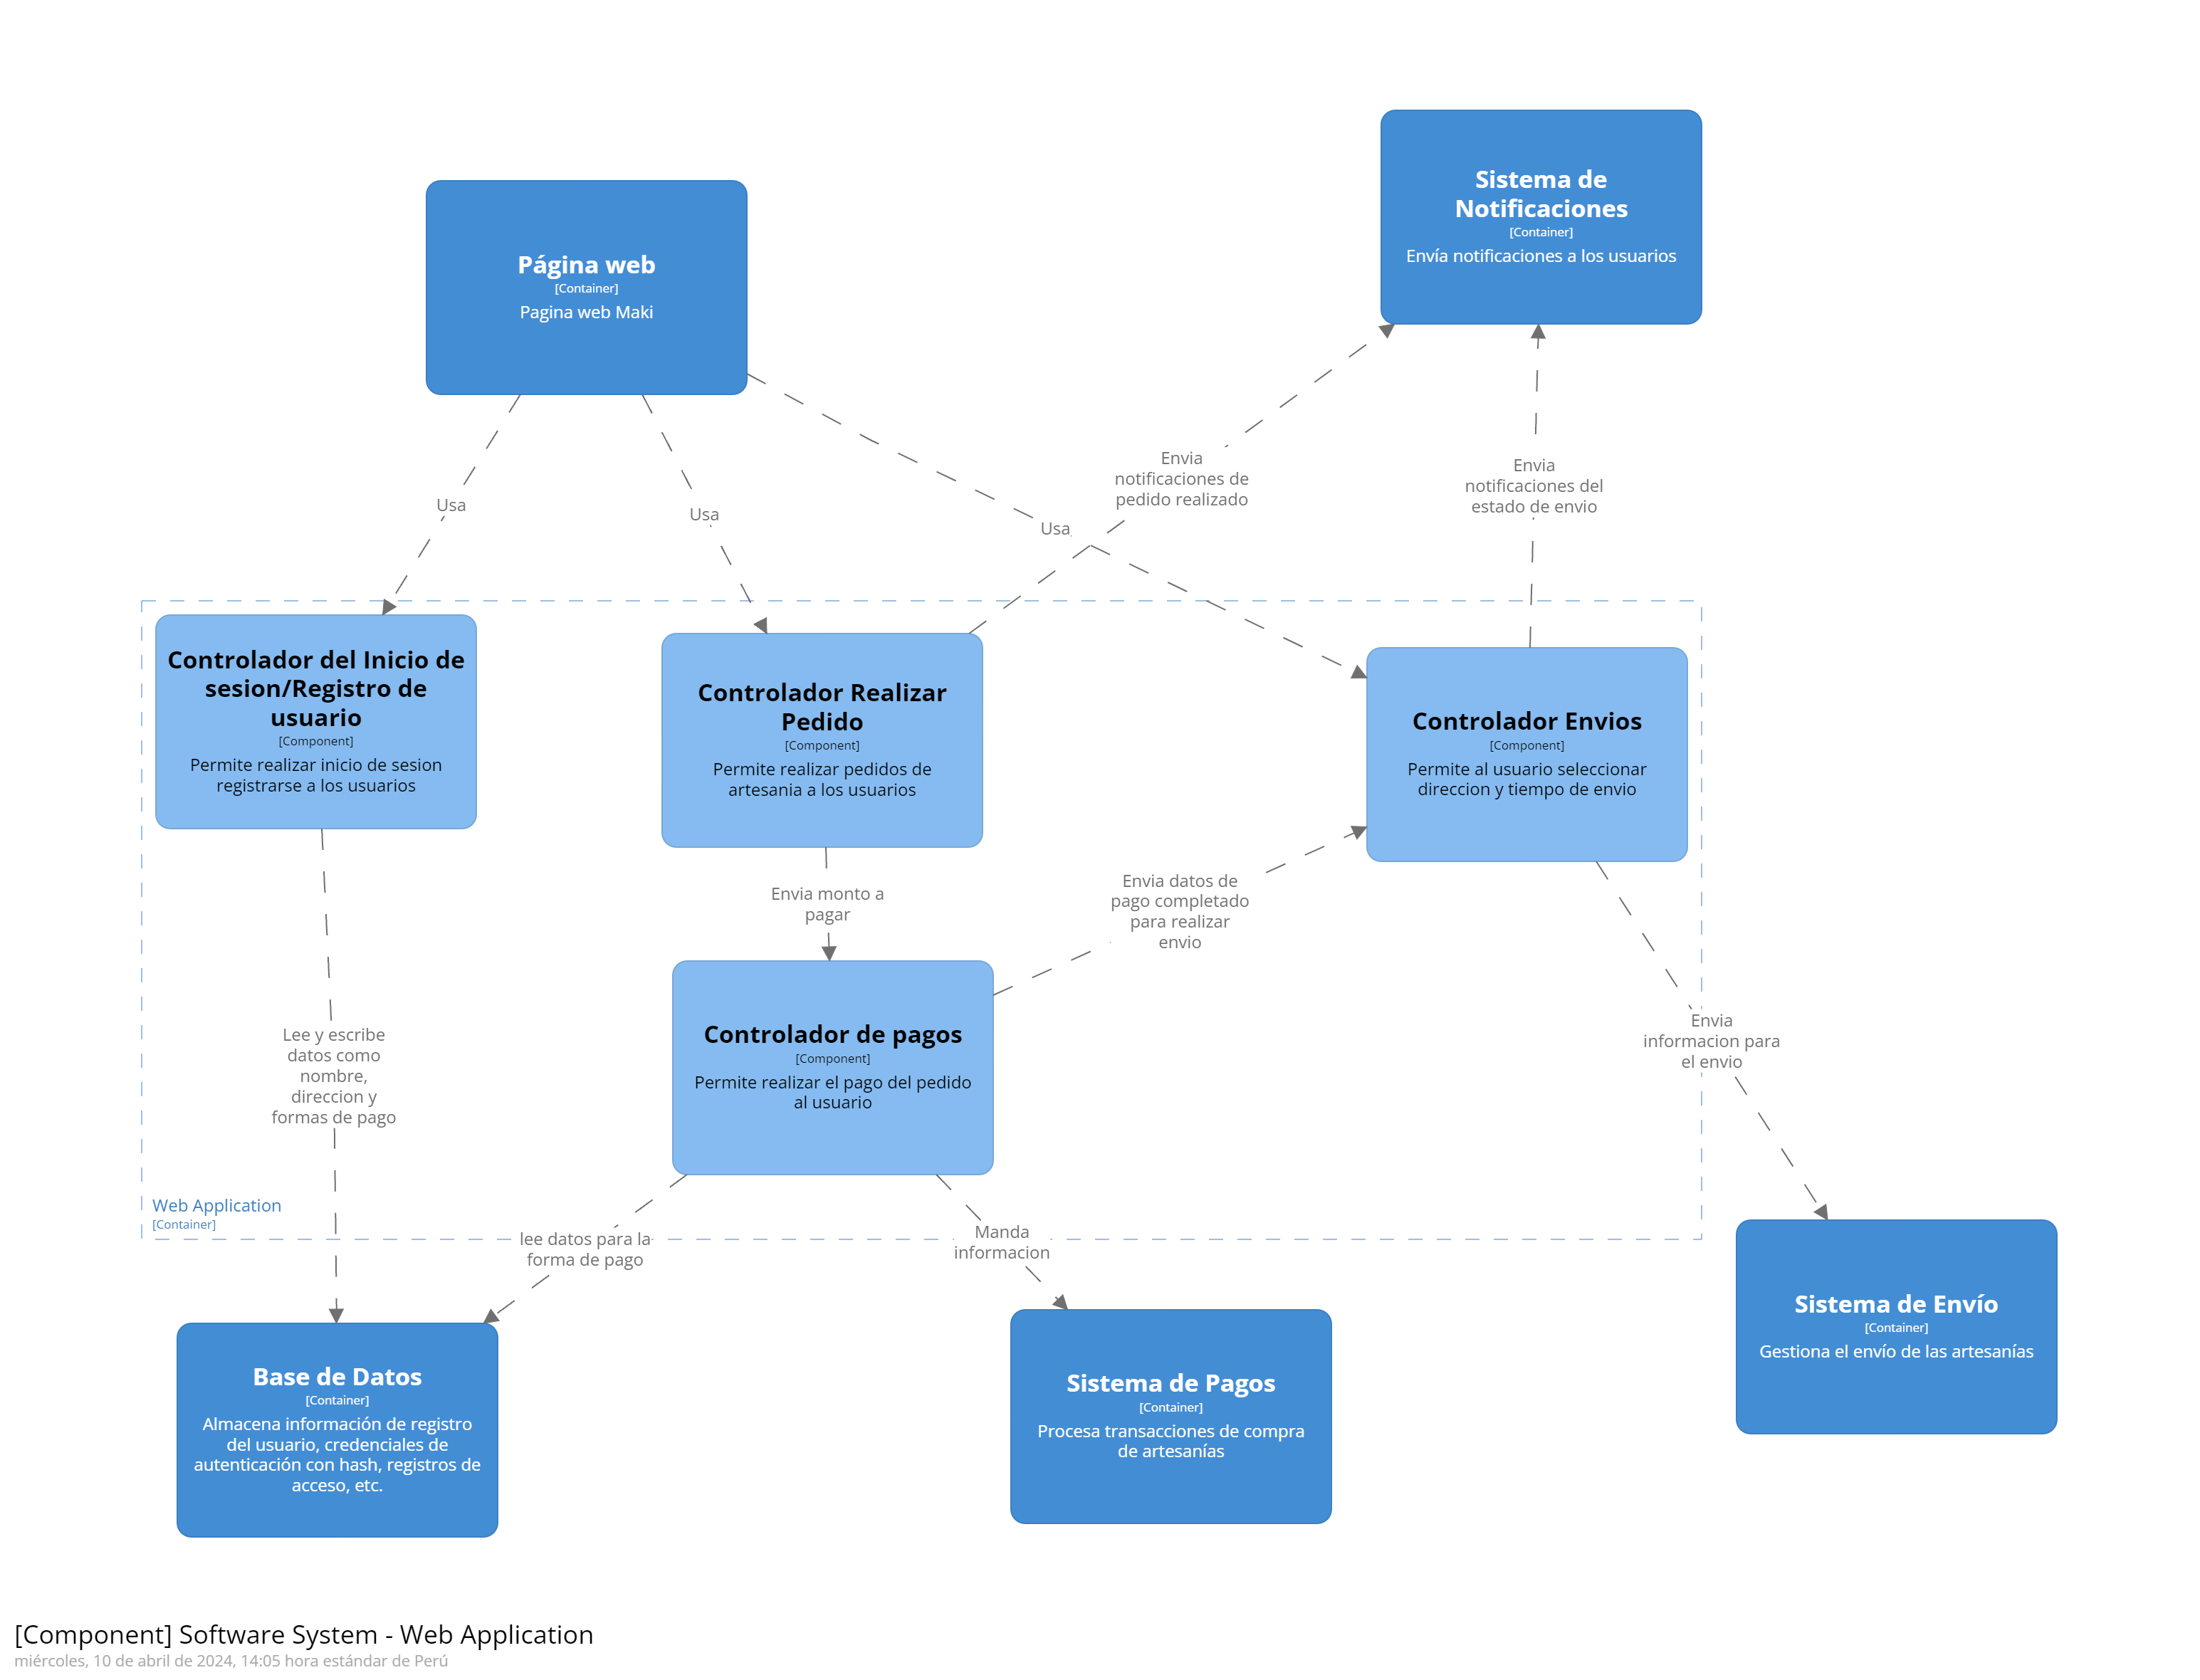 Sistema de
Notificaciones
[Container]
Envía notificaciones a los usuarios
Página web
[Container]
Pagina web Maki
Envia
notificaciones de
pedido realizado
Envia
notificaciones del
estado de envio
Usa
Usa
Usa
Controlador del Inicio de
sesion/Registro de
usuario
[Component]
Permite realizar inicio de sesion
registrarse a los usuarios
Controlador Realizar
Pedido
[Component]
Permite realizar pedidos de
artesania a los usuarios
Controlador Envios
[Component]
Permite al usuario seleccionar
direccion y tiempo de envio
Envia monto a
pagar
Envia datos de
pago completado
para realizar
envio
Controlador de pagos
[Component]
Permite realizar el pago del pedido
al usuario
Lee y escribe
datos como
nombre,
direccion y
formas de pago
Envia
informacion para
el envio
Web Application
[Container]
lee datos para la
forma de pago
Manda
informacion
Sistema de Envío
[Container]
Gestiona el envío de las artesanías
Base de Datos
[Container]
Almacena información de registro
del usuario, credenciales de
autenticación con hash, registros de
acceso, etc.
Sistema de Pagos
[Container]
Procesa transacciones de compra
de artesanías
[Component] Software System - Web Application
miércoles, 10 de abril de 2024, 14:05 hora estándar de Perú